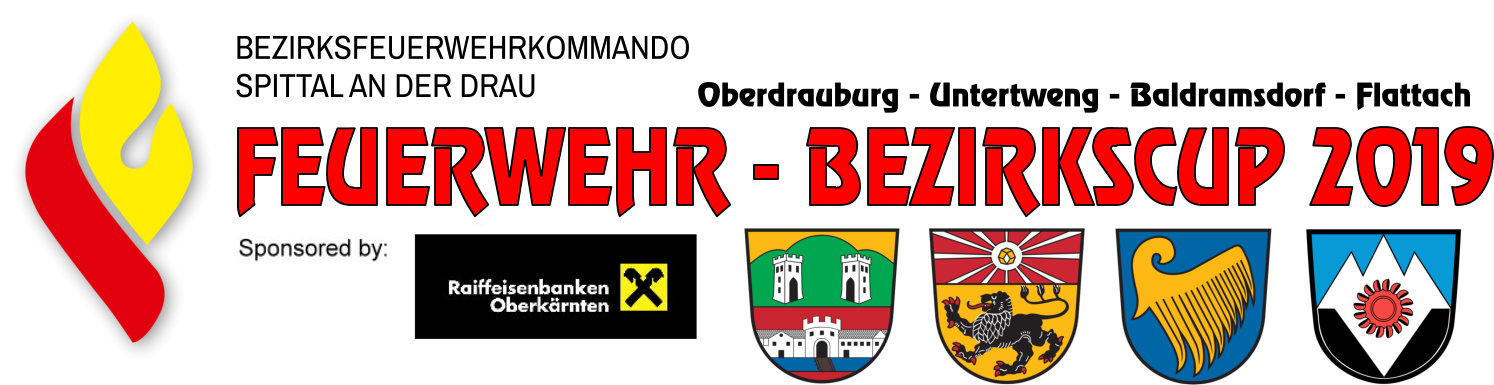 BEZIRKSFEUERWEHRKOMMANDO
SPITTAL AN DER DRAU
Oberdrauburg - Untertweng - Baldramsdorf - Flattach
FEUERWEHR - BEZIRKSCUP 2019
Sponsored by:
Raiffeisenbanken
Oberkärnten